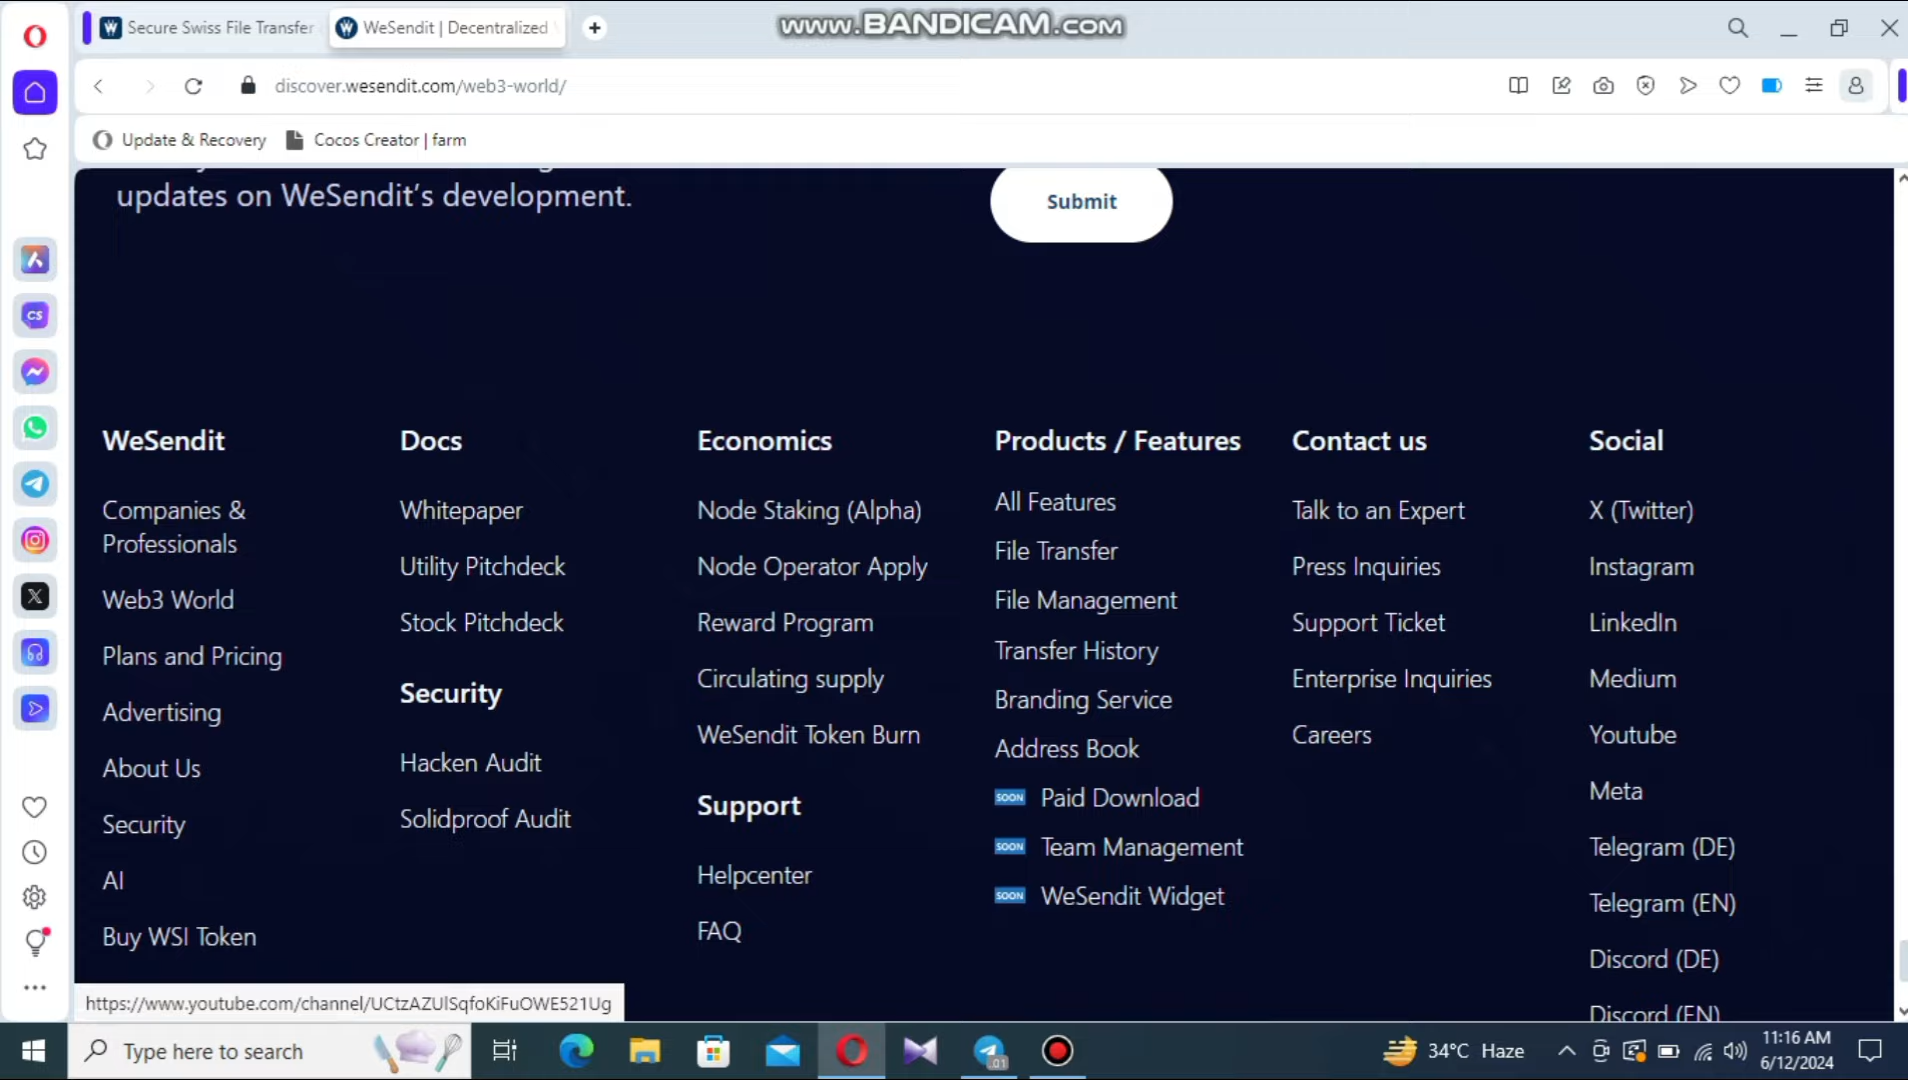 Secure Swiss File Transfer
WeSendit | Decentralized
www.BANDICAM.com
discover.wesendit.com/web3-world/
Update & Recovery
Cocos Creator | farm
updates on WeSendit’s development.
Submit
WeSendit
Companies &
Professionals
Web3 World
Plans and Pricing
Advertising
About Us
Security
AI
Buy WSI Token
Docs
Whitepaper
Utility Pitchdeck
Stock Pitchdeck
Security
Hacken Audit
Solidproof Audit
Economics
Node Staking (Alpha)
Node Operator Apply
Reward Program
Circulating supply
WeSendit Token Burn
Support
Helpcenter
FAQ
Products / Features
All Features
File Transfer
File Management
Transfer History
Branding Service
Address Book
SOON Paid Download
SOON Team Management
SOON WeSendit Widget
Contact us
Talk to an Expert
Press Inquiries
Support Ticket
Enterprise Inquiries
Careers
Social
X (Twitter)
Instagram
LinkedIn
Medium
Youtube
Meta
Telegram (DE)
Telegram (EN)
Discord (DE)
Discord (EN)
https://www.youtube.com/channel/UCtzAZUlSqfoKiFuOWE521Ug
Type here to search
34°C Haze
11:16 AM
6/12/2024